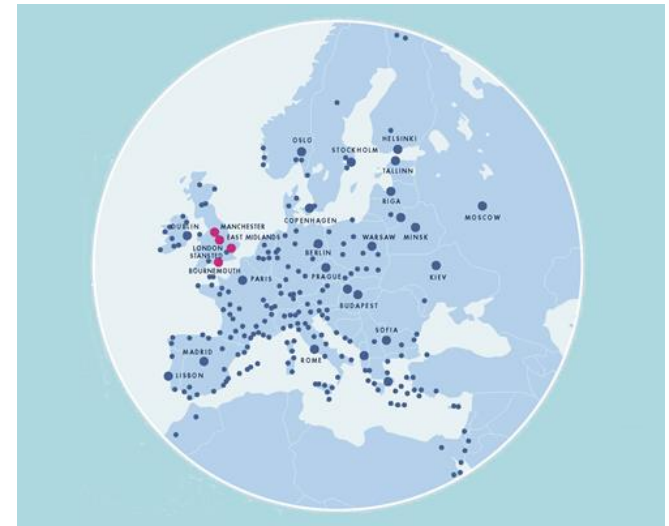 OSLO
HELSINKI
STOCKHOLM
TALLINN
RIGA
MOSCOW
COPENHAGEN
DUBLIN
MANCHESTER
EAST MIDLANDS
LONDON
STANSTED
BOURNEMOUTH
MINSK
WARSAW
BERLIN
PRAGUE
KIEV
PARIS
BUDAPEST
SOFIA
MADRID
ROME
LISBON